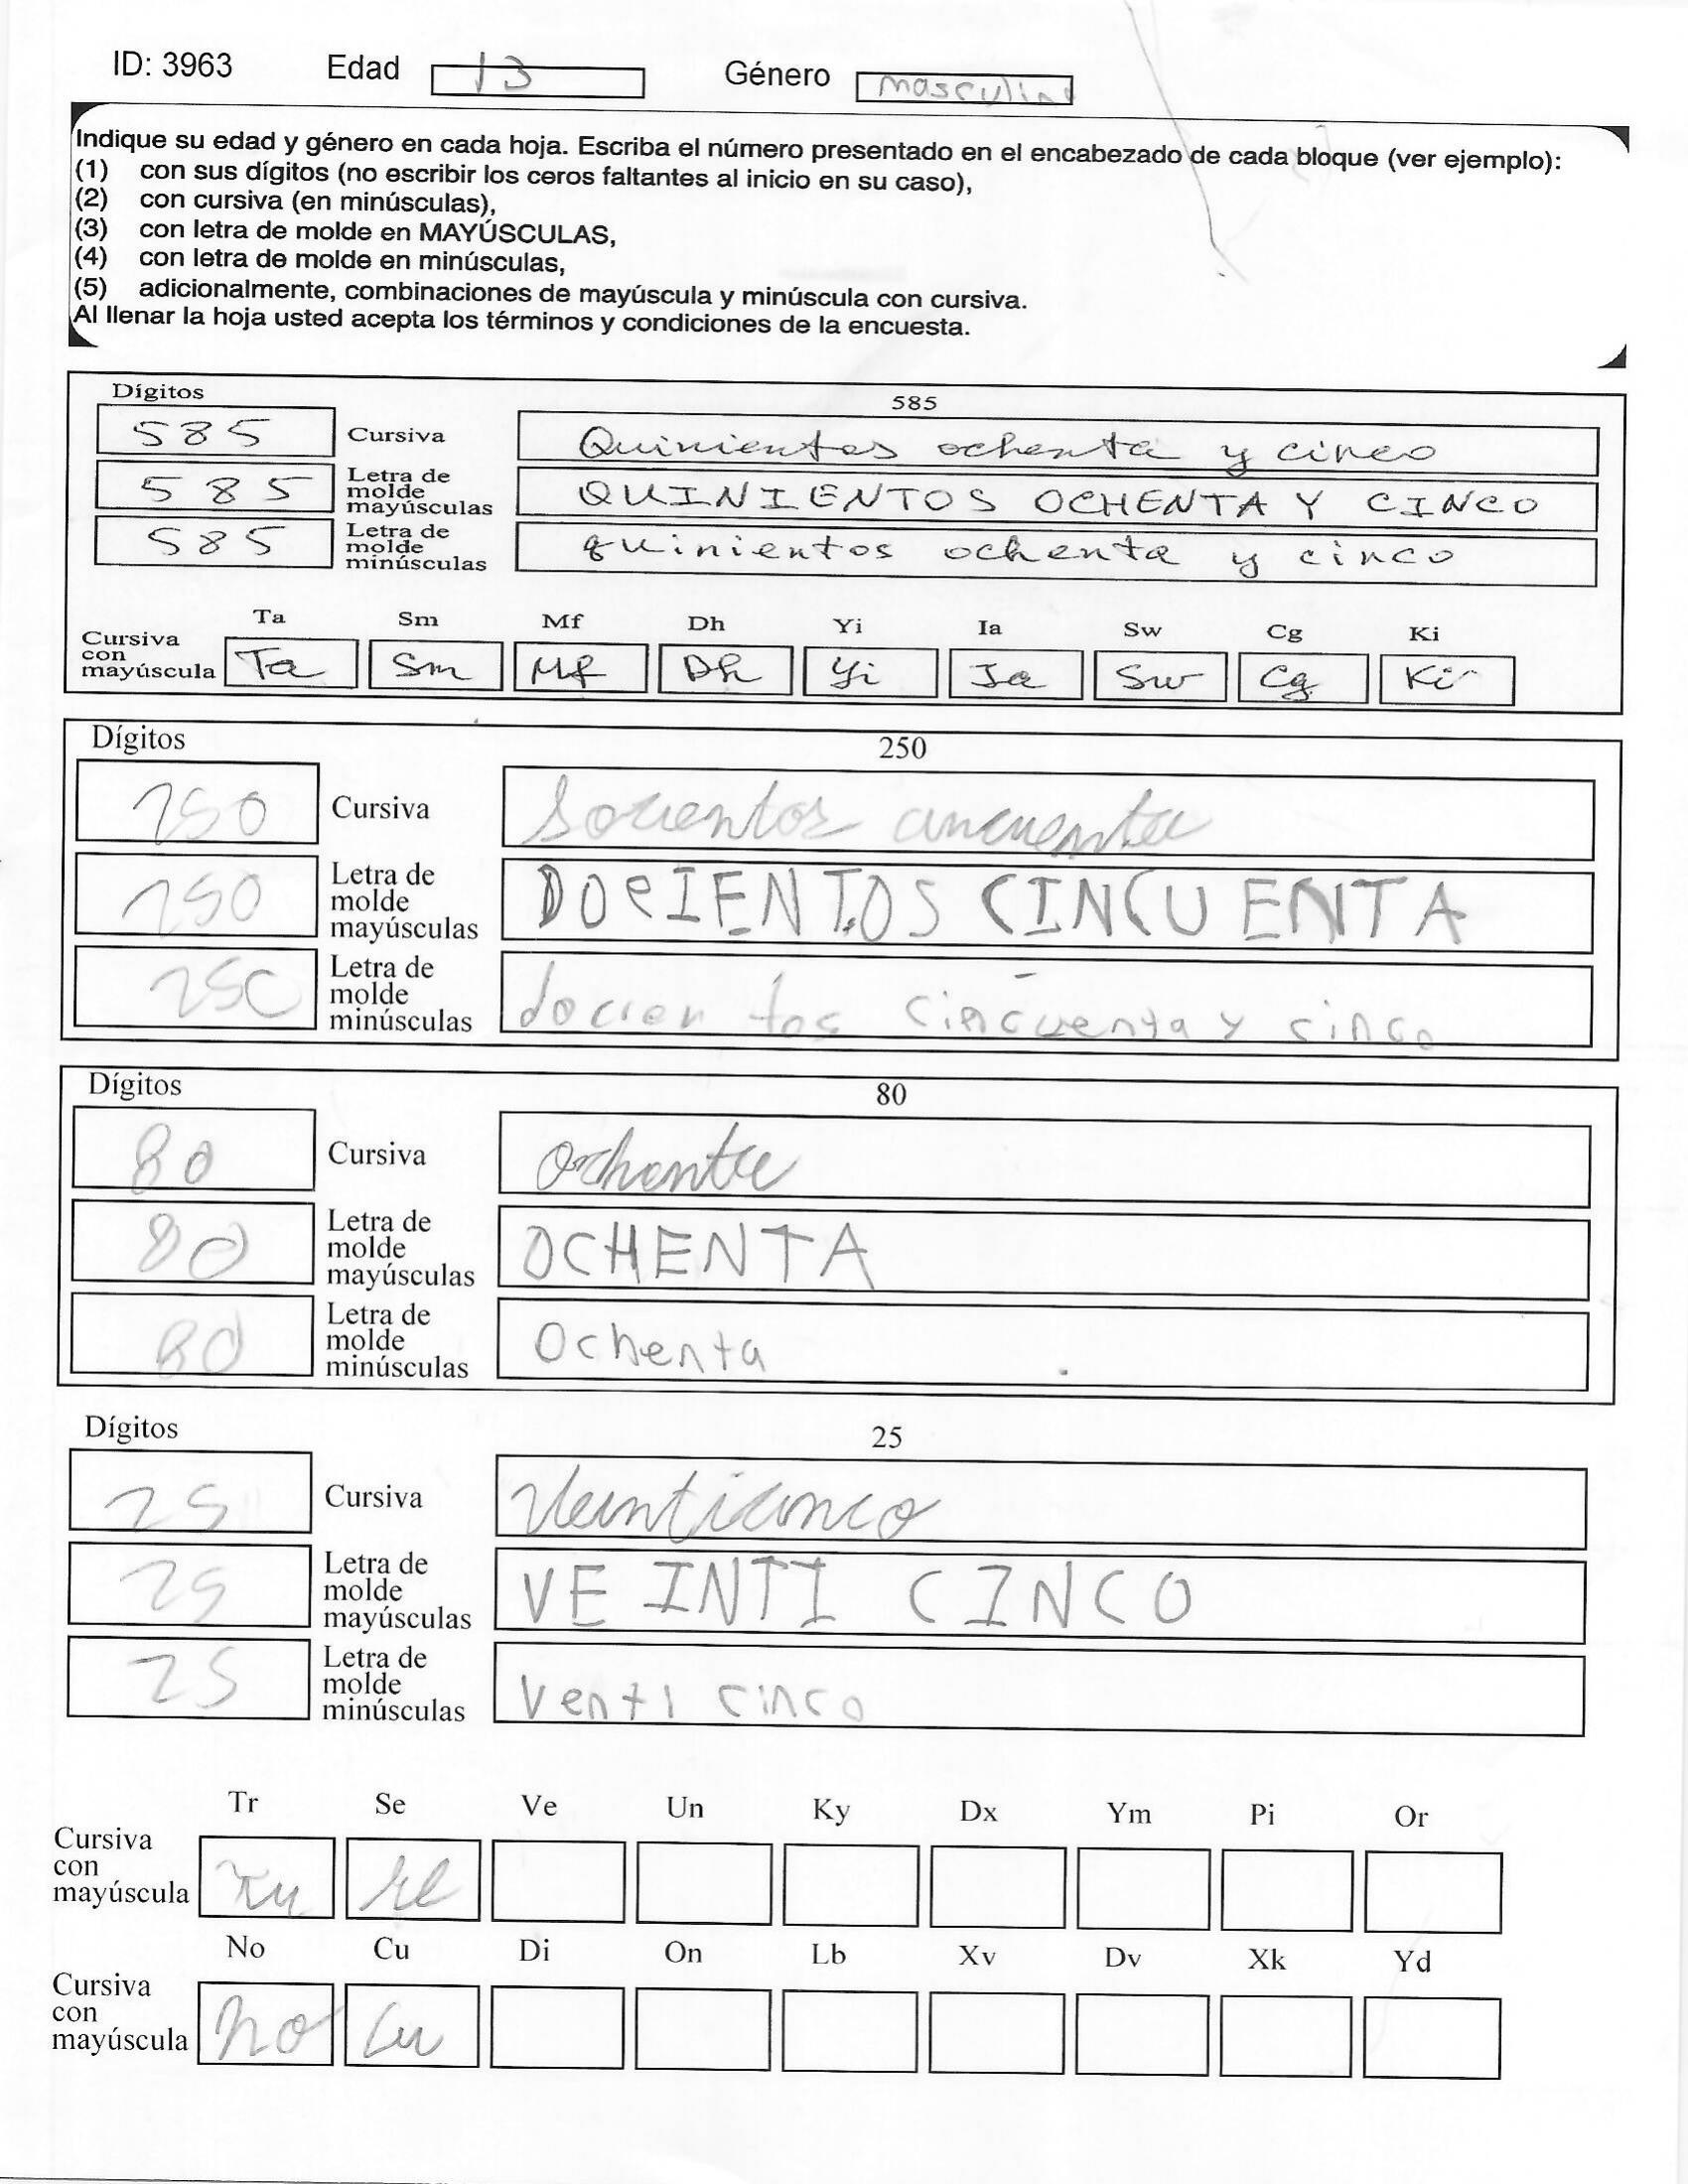 ID: 3963 Edad 13 Género masculino
Indique su edad y género en cada hoja. Escriba el número presentado en el encabezado de cada bloque (ver ejemplo):
(1) con sus dígitos (no escribir los ceros faltantes al inicio en su caso),
(2) con cursiva (en minúsculas),
(3) con letra de molde en MAYÚSCULAS,
(4) con letra de molde en minúsculas,
(5) adicionalmente, combinaciones de mayúscula y minúscula con cursiva.
Al llenar la hoja usted acepta los términos y condiciones de la encuesta.
Dígitos 585
585 Cursiva Quinientos ochenta y cinco
585 Letra de molde mayúsculas QUINIENTOS OCHENTA Y CINCO
585 Letra de molde minúsculas quinientos ochenta y cinco
Ta Sm Mf Dh Yi Ia Sw Cg Ki
Cursiva con mayúscula Ta Sm Mf Dh Yi Ia Sw Cg Ki
Dígitos 250
250 Cursiva docientos cincuenta
250 Letra de molde mayúsculas DOCIENTOS CINCUENTA
250 Letra de molde minúsculas docientos cincuenta y cinco
Dígitos 80
80 Cursiva ochenta
80 Letra de molde mayúsculas OCHENTA
80 Letra de molde minúsculas Ochenta
Dígitos 25
25 Cursiva Veinticinco
25 Letra de molde mayúsculas VEINTI CINCO
25 Letra de molde minúsculas Venti cinco
Tr Se Ve Un Ky Dx Ym Pi Or
Cursiva con mayúscula Tr Se
No Cu Di On Lb Xv Dv Xk Yd
Cursiva con mayúscula No Cu